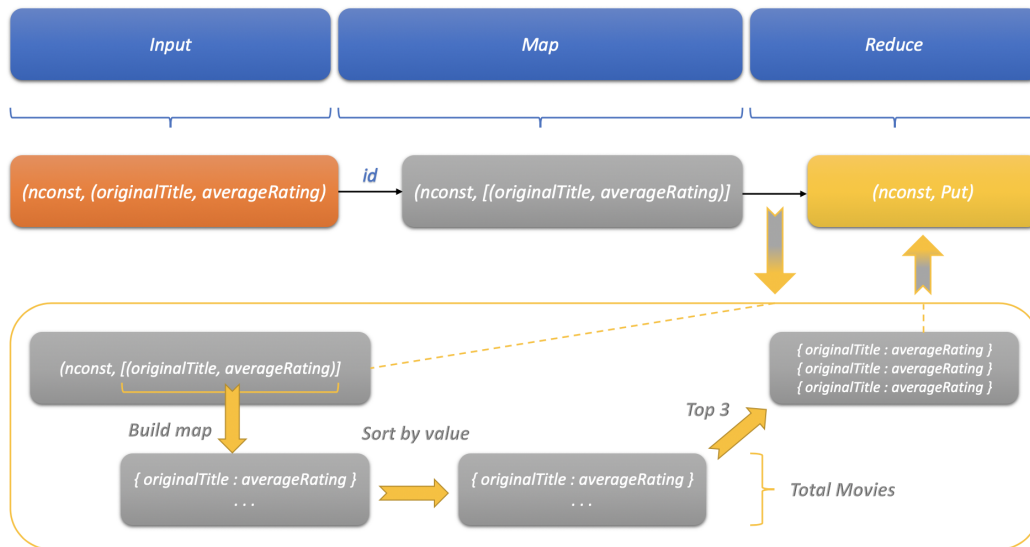 Input
Map
Reduce
(nconst, (originalTitle, averageRating)
id
(nconst, [(originalTitle, averageRating)]
(nconst, Put)
(nconst, [(originalTitle, averageRating)]
{ originalTitle : averageRating }
{ originalTitle : averageRating }
{ originalTitle : averageRating }
Build map
Sort by value
Top 3
{ originalTitle : averageRating }
. . .
{ originalTitle : averageRating }
. . .
Total Movies